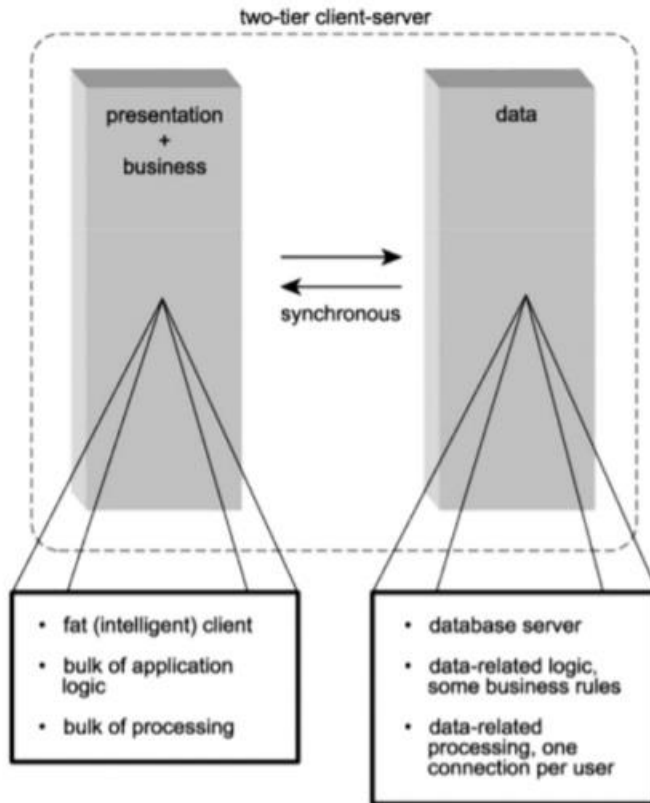 two-tier client-server
presentation
+
business
data
synchronous
• fat (intelligent) client
• bulk of application
logic
• bulk of processing
• database server
• data-related logic,
some business rules
• data-related
processing, one
connection per user